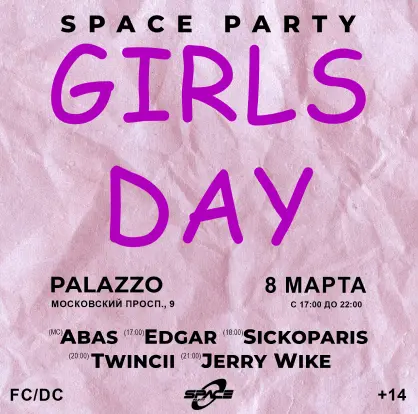 SPACE PARTY
GIRLS
DAY
PALAZZO
МОСКОВСКИЙ ПРОСП., 9
8 МАРТА
С 17:00 ДО 22:00
(MC)ABAS (17:00)EDGAR (18:00)SICKOPARIS
(20:00)TWINCII (21:00)JERRY WIKE
FC/DC SPACE +14